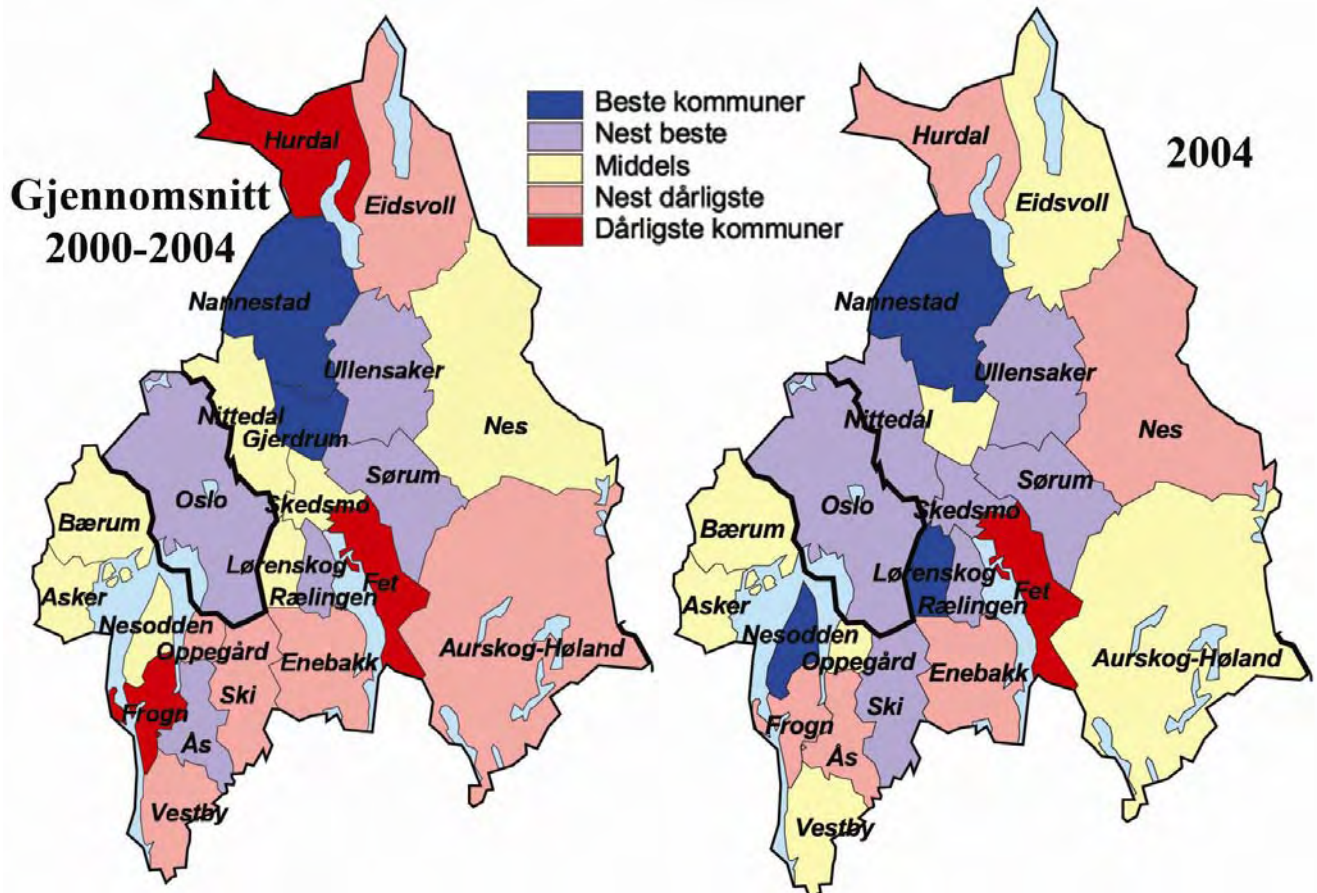 Gjennomsnitt
2000-2004
Beste kommuner
Nest beste
Middels
Nest dårligste
Dårligste kommuner
2004
Hurdal
Eidsvoll
Nannestad
Ullensaker
Nittedal
Gjerdrum
Nes
Sørum
Oslo
Skedsmo
Bærum
Lørenskog
Fet
Asker
Rælingen
Nesodden
Oppegård
Enebakk
Aurskog-Høland
Ski
Frogn
Ås
Vestby
Hurdal
Eidsvoll
Nannestad
Ullensaker
Nittedal
Nes
Sørum
Oslo
Skedsmo
Bærum
Lørenskog
Fet
Asker
Rælingen
Nesodden
Oppegård
Enebakk
Aurskog-Høland
Ski
Frogn
Ås
Vestby